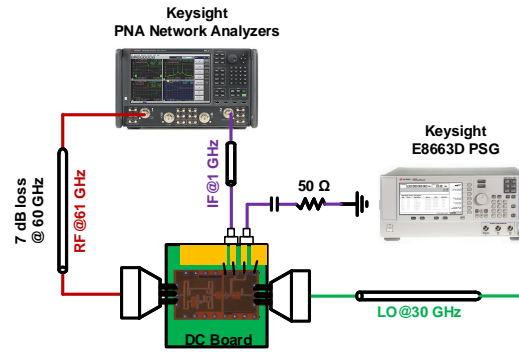 Keysight
PNA Network Analyzers
Keysight
E8663D PSG
7 dB loss
@ 60 GHz
RF@61 GHz
IF@1 GHz
50 Ω
LO@30 GHz
DC Board